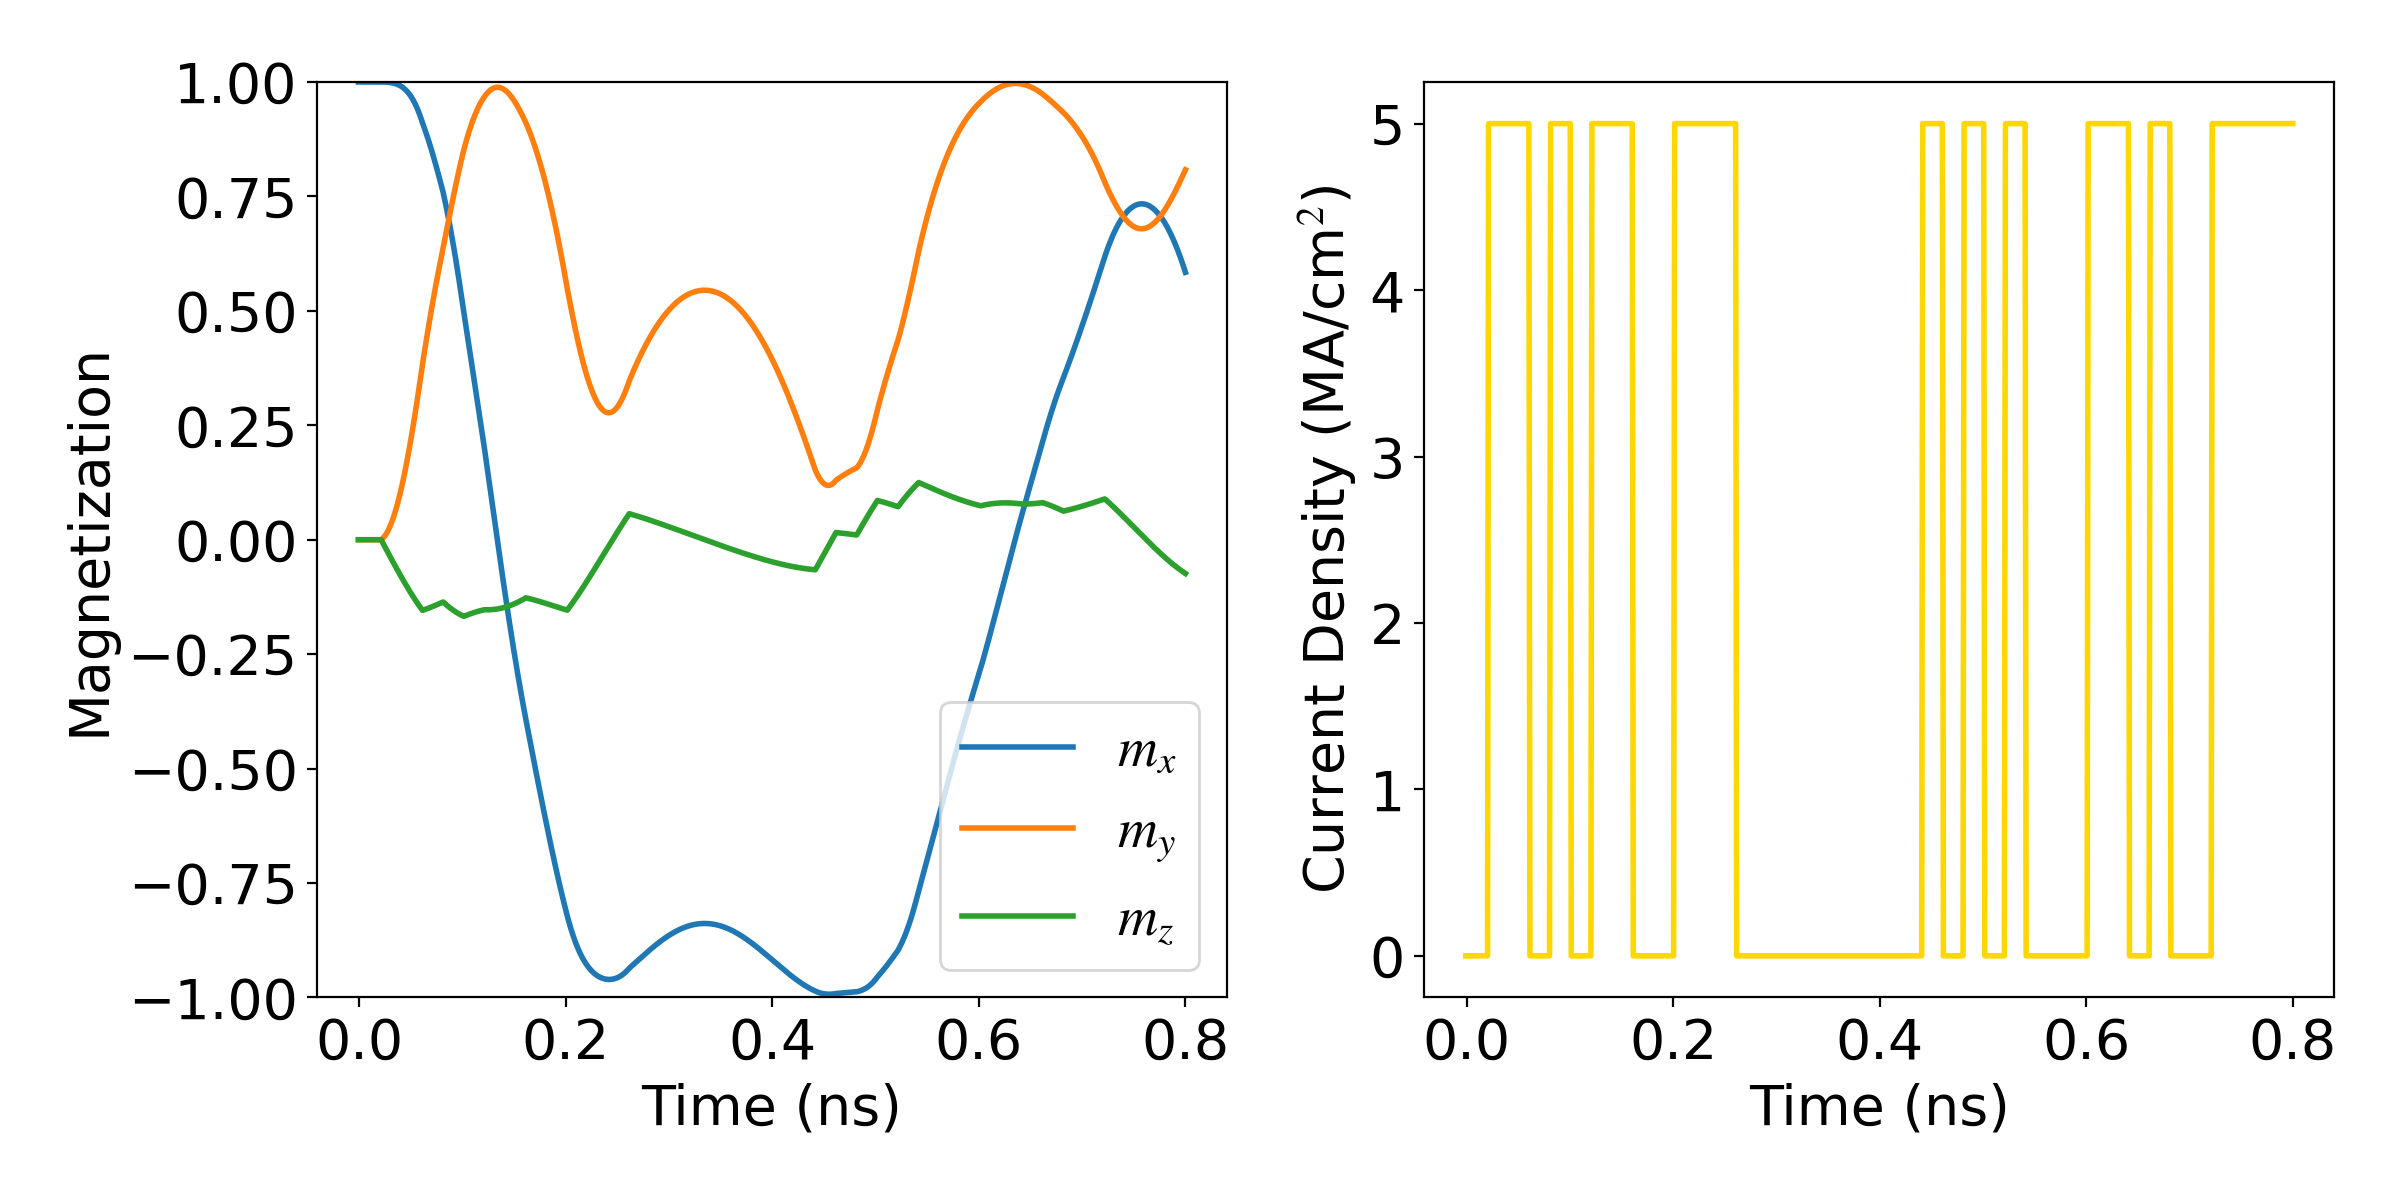 Magnetization
1.00
0.75
0.50
0.25
0.00
−0.25
−0.50
−0.75
−1.00
0.0 0.2 0.4 0.6 0.8
Time (ns)
m_x
m_y
m_z
Current Density (MA/cm²)
5
4
3
2
1
0
0.0 0.2 0.4 0.6 0.8
Time (ns)